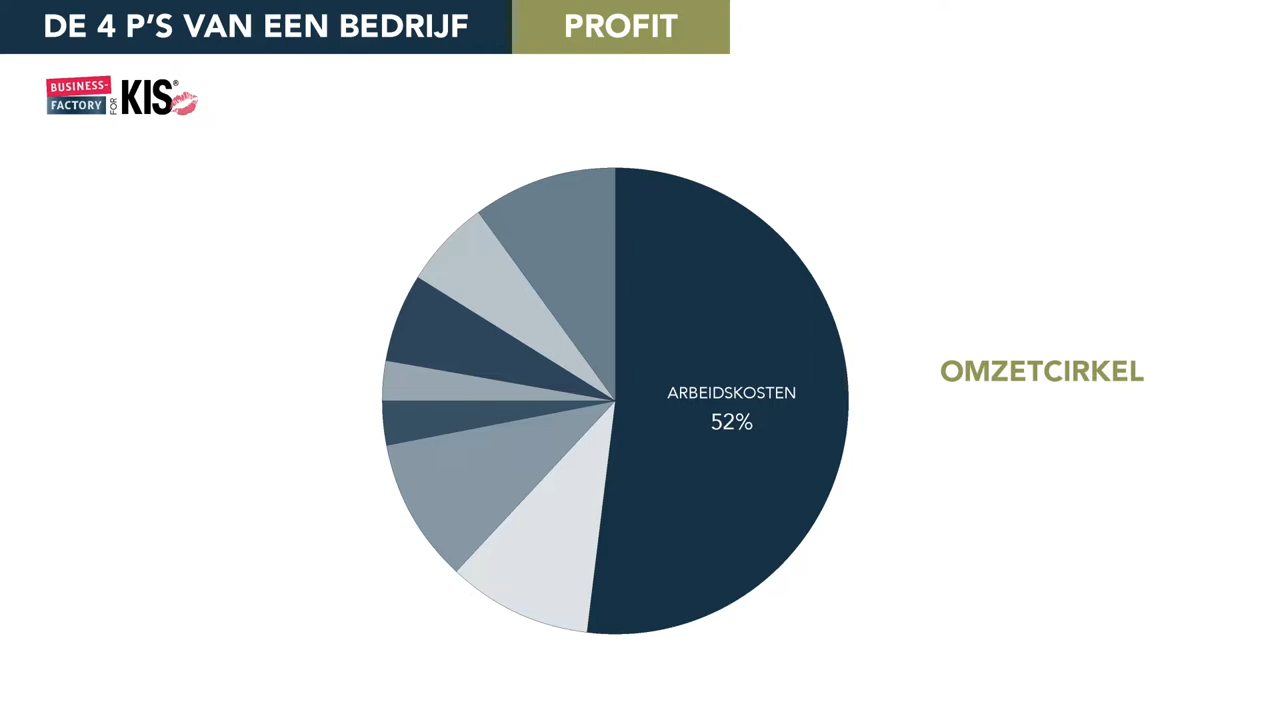 DE 4 P'S VAN EEN BEDRIJF
PROFIT
BUSINESS-
FACTORY
FOR
KIS®
ARBEIDSKOSTEN
52%
OMZETCIRKEL